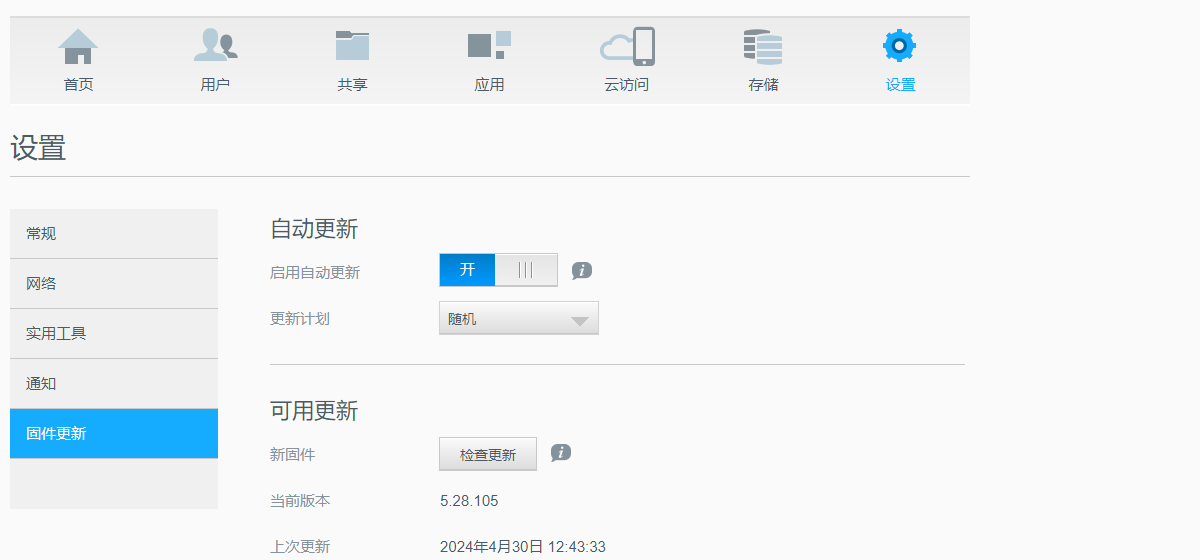 首页 用户 共享 应用 云访问 存储 设置
设置
常规
网络
实用工具
通知
固件更新
自动更新
启用自动更新 开
更新计划 随机
可用更新
新固件 检查更新
当前版本 5.28.105
上次更新 2024年4月30日 12:43:33